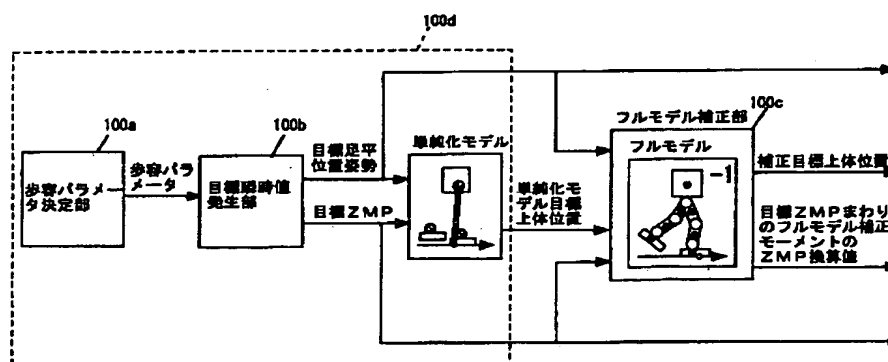 100d
100a
歩容パラ
メータ決定部
歩容パラ
メータ
100b
目標瞬時値
発生部
目標足平
位置姿勢
目標ZMP
単純化モデル
単純化モ
デル目標
上体位置
フルモデル補正部
100c
フルモデル
-1
補正目標上体位置
目標ZMPまわり
のフルモデル補正
モーメントの
ZMP換算値